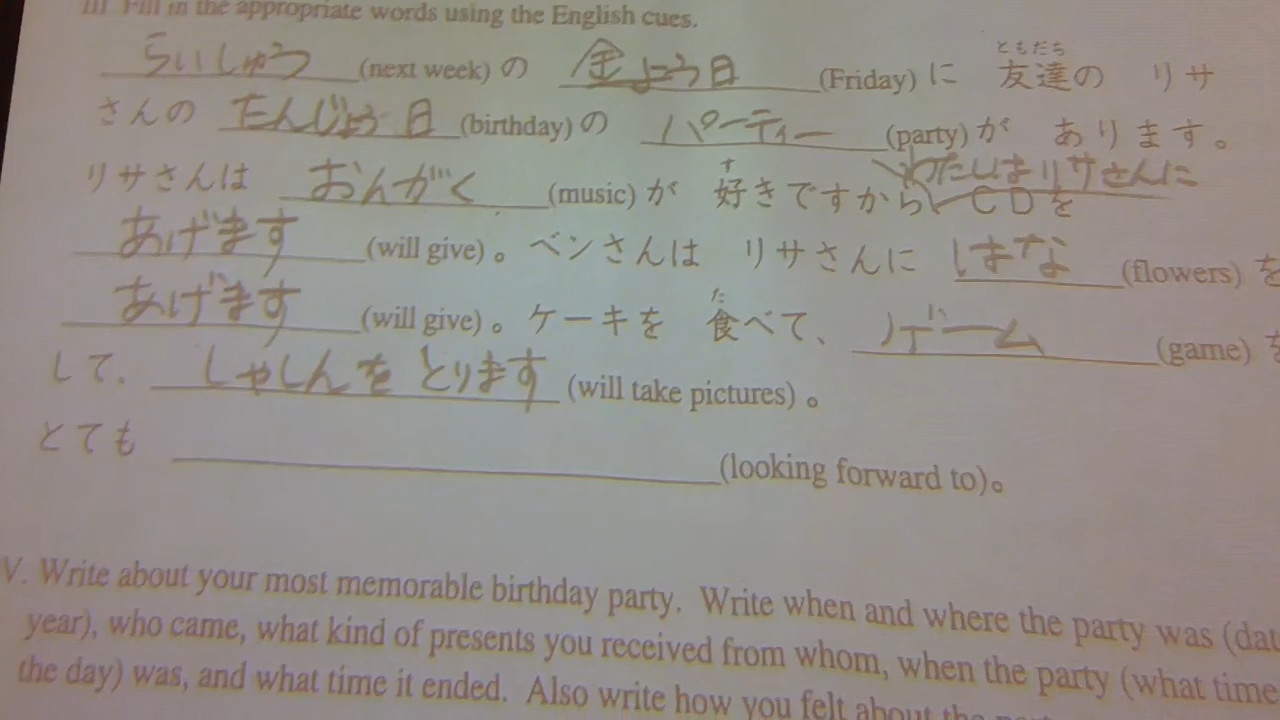 III Fill in the appropriate words using the English cues.
らいしゅう (next week) の 金よう日 (Friday) に 友達の リサ
ともだち
さんの たんじょう日 (birthday) の パーティー (party) が あります。
リサさんは おんがく (music) が 好きですから CDを
す
わたしはリサさんに
あげます (will give) 。ベンさんは リサさんに はな (flowers) を
あげます (will give) 。ケーキを 食べて、 ゲーム (game) を
た
して、 しゃしんを とります (will take pictures) 。
とても (looking forward to)。
V. Write about your most memorable birthday party. Write when and where the party was (dat
year), who came, what kind of presents you received from whom, when the party (what time
the day) was, and what time it ended. Also write how you felt about the